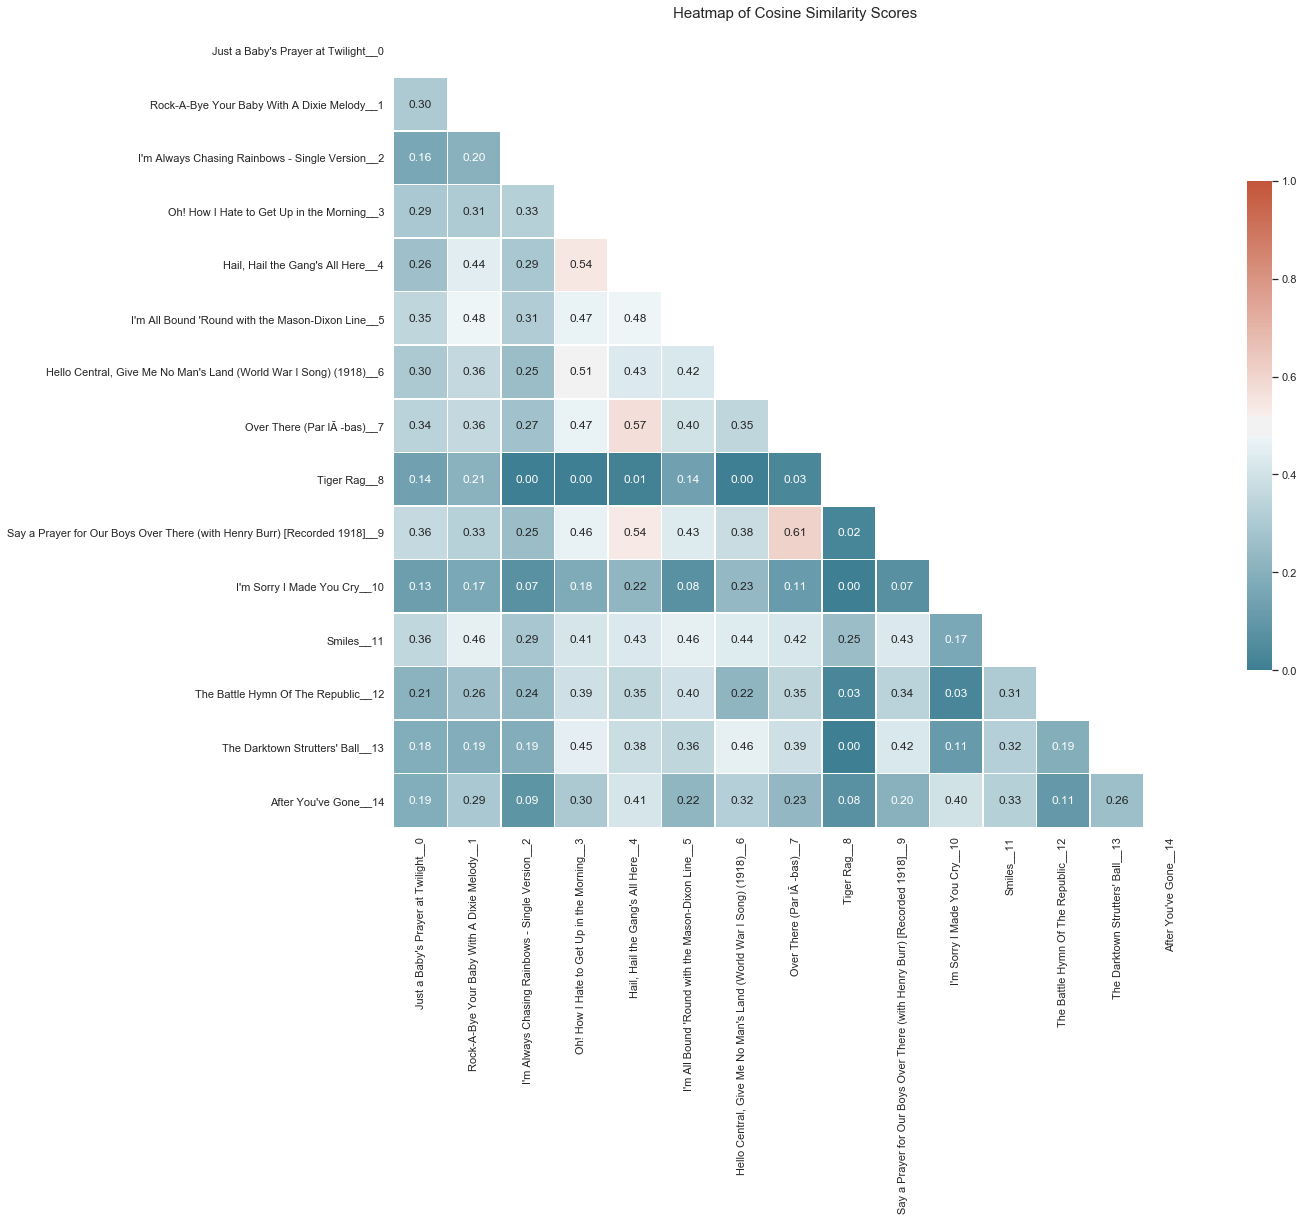 Heatmap of Cosine Similarity Scores
Just a Baby's Prayer at Twilight__0
Rock-A-Bye Your Baby With A Dixie Melody__1 0.30
I'm Always Chasing Rainbows - Single Version__2 0.16 0.20
Oh! How I Hate to Get Up in the Morning__3 0.29 0.31 0.33
Hail, Hail the Gang's All Here__4 0.26 0.44 0.29 0.54
I'm All Bound 'Round with the Mason-Dixon Line__5 0.35 0.48 0.31 0.47 0.48
Hello Central, Give Me No Man's Land (World War I Song) (1918)__6 0.30 0.36 0.25 0.51 0.43 0.42
Over There (Par lÃ -bas)__7 0.34 0.36 0.27 0.47 0.57 0.40 0.35
Tiger Rag__8 0.14 0.21 0.00 0.00 0.01 0.14 0.00 0.03
Say a Prayer for Our Boys Over There (with Henry Burr) [Recorded 1918]__9 0.36 0.33 0.25 0.46 0.54 0.43 0.38 0.61 0.02
I'm Sorry I Made You Cry__10 0.13 0.17 0.07 0.18 0.22 0.08 0.23 0.11 0.00 0.07
Smiles__11 0.36 0.46 0.29 0.41 0.43 0.46 0.44 0.42 0.25 0.43 0.17
The Battle Hymn Of The Republic__12 0.21 0.26 0.24 0.39 0.35 0.40 0.22 0.35 0.03 0.34 0.03 0.31
The Darktown Strutters' Ball__13 0.18 0.19 0.19 0.45 0.38 0.36 0.46 0.39 0.00 0.42 0.11 0.32 0.19
After You've Gone__14 0.19 0.29 0.09 0.30 0.41 0.22 0.32 0.23 0.08 0.20 0.40 0.33 0.11 0.26
Just a Baby's Prayer at Twilight__0
Rock-A-Bye Your Baby With A Dixie Melody__1
I'm Always Chasing Rainbows - Single Version__2
Oh! How I Hate to Get Up in the Morning__3
Hail, Hail the Gang's All Here__4
I'm All Bound 'Round with the Mason-Dixon Line__5
Hello Central, Give Me No Man's Land (World War I Song) (1918)__6
Over There (Par lÃ -bas)__7
Tiger Rag__8
Say a Prayer for Our Boys Over There (with Henry Burr) [Recorded 1918]__9
I'm Sorry I Made You Cry__10
Smiles__11
The Battle Hymn Of The Republic__12
The Darktown Strutters' Ball__13
After You've Gone__14
1.0
0.8
0.6
0.4
0.2
0.0